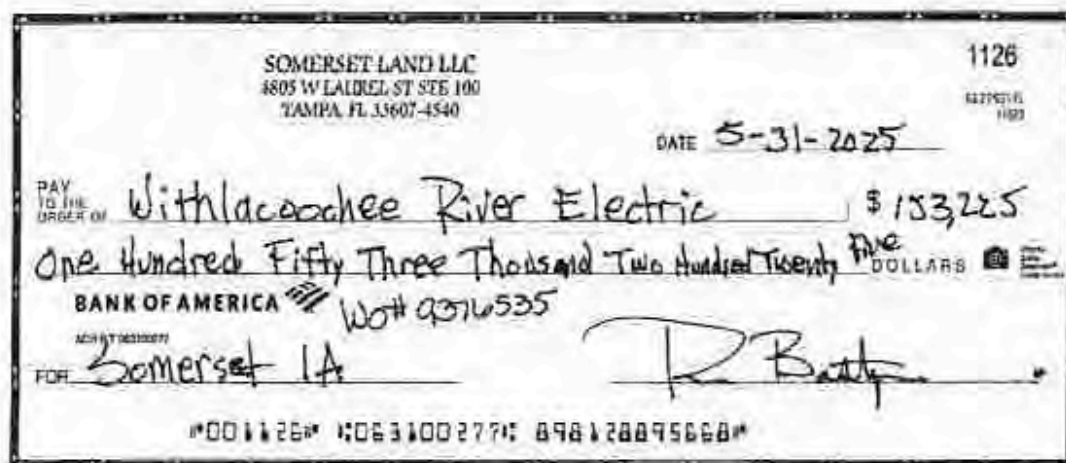 SOMERSET LAND LLC
4805 W LAUREL ST STE 100
TAMPA, FL 33607-4540
1126
DATE 5-31-2025
PAY TO THE ORDER OF Withlacoochee River Electric $ 153,225
One Hundred Fifty Three Thousand Two Hundred Twenty Five DOLLARS
BANK OF AMERICA WO# 9376535
FOR Somerset 1A
⑈001126⑈ ⑆063100277⑆ 898128895668⑈